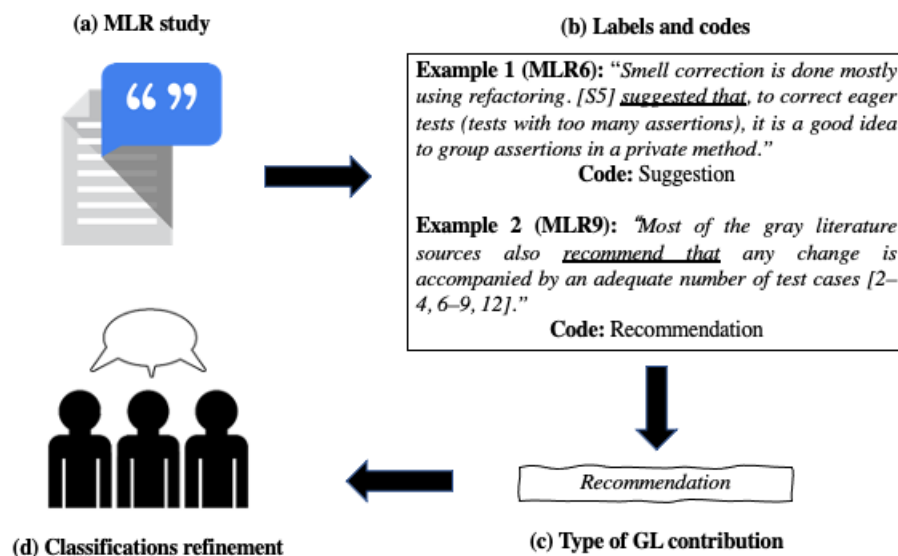 (a) MLR study
(b) Labels and codes
Example 1 (MLR6): “Smell correction is done mostly
using refactoring. [S5] suggested that, to correct eager
tests (tests with too many assertions), it is a good idea
to group assertions in a private method.”
Code: Suggestion
Example 2 (MLR9): “Most of the gray literature
sources also recommend that any change is
accompanied by an adequate number of test cases [2–
4, 6–9, 12].”
Code: Recommendation
Recommendation
(c) Type of GL contribution
(d) Classifications refinement